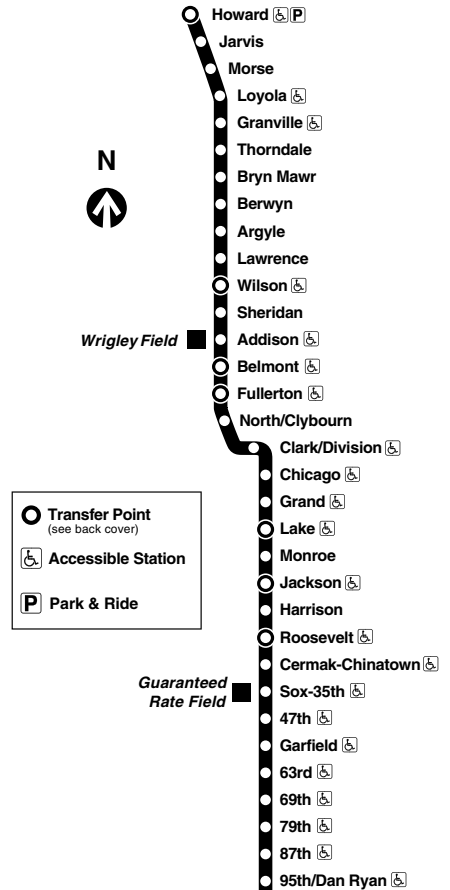 Howard P
Jarvis
Morse
Loyola
Granville
Thorndale
N
Bryn Mawr
Berwyn
Argyle
Lawrence
Wilson
Sheridan
Wrigley Field
Addison
Belmont
Fullerton
North/Clybourn
Clark/Division
Chicago
Grand
Lake
Monroe
Jackson
Harrison
Roosevelt
Cermak-Chinatown
Guaranteed
Rate Field
Sox-35th
47th
Garfield
63rd
69th
79th
87th
95th/Dan Ryan
Transfer Point
(see back cover)
Accessible Station
P Park & Ride